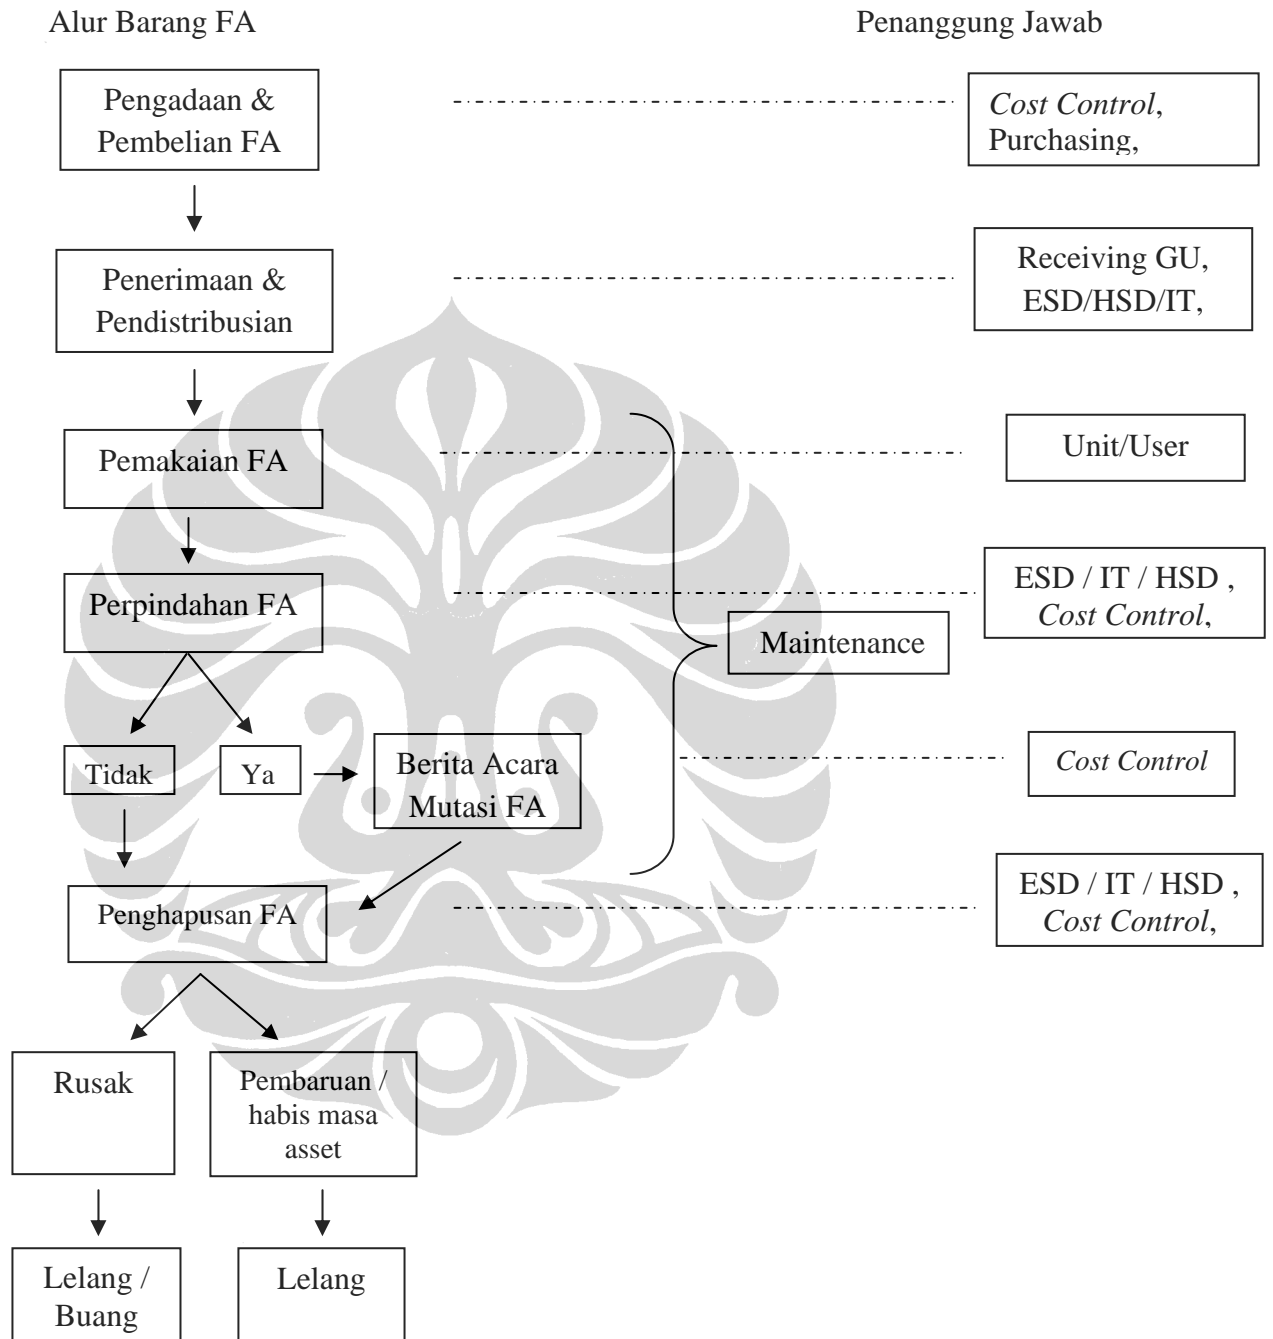 Alur Barang FA
Penanggung Jawab
Pengadaan &
Pembelian FA
Cost Control,
Purchasing,
Penerimaan &
Pendistribusian
Receiving GU,
ESD/HSD/IT,
Pemakaian FA
Unit/User
Perpindahan FA
ESD / IT / HSD ,
Cost Control,
Maintenance
Tidak
Ya
Berita Acara
Mutasi FA
Cost Control
Penghapusan FA
ESD / IT / HSD ,
Cost Control,
Rusak
Pembaruan /
habis masa
asset
Lelang /
Buang
Lelang